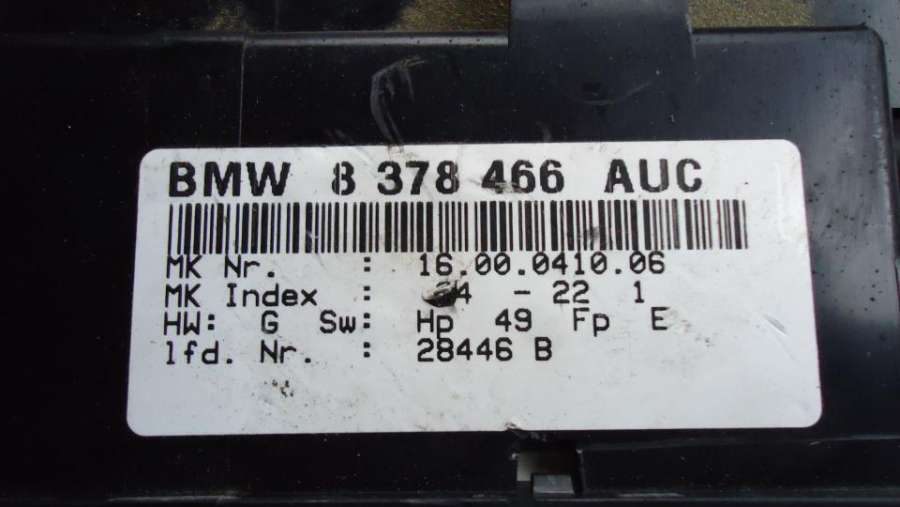 BMW 8 378 466 AUC
MK Nr. : 16.00.0410.06
MK Index : - 22 1
HW: G Sw: Hp 49 Fp E
lfd. Nr. : 28446 B